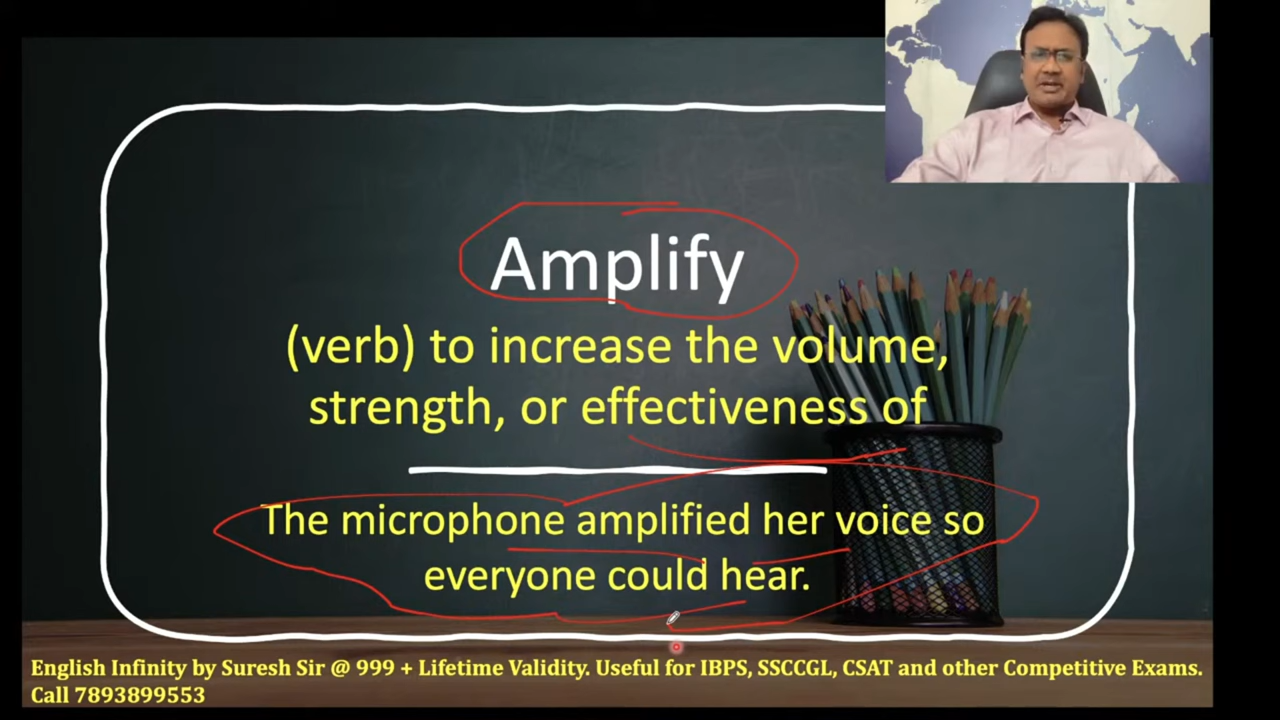 Amplify
(verb) to increase the volume,
strength, or effectiveness of
The microphone amplified her voice so
everyone could hear.
English Infinity by Suresh Sir @ 999 + Lifetime Validity. Useful for IBPS, SSCCGL, CSAT and other Competitive Exams.
Call 7893899553